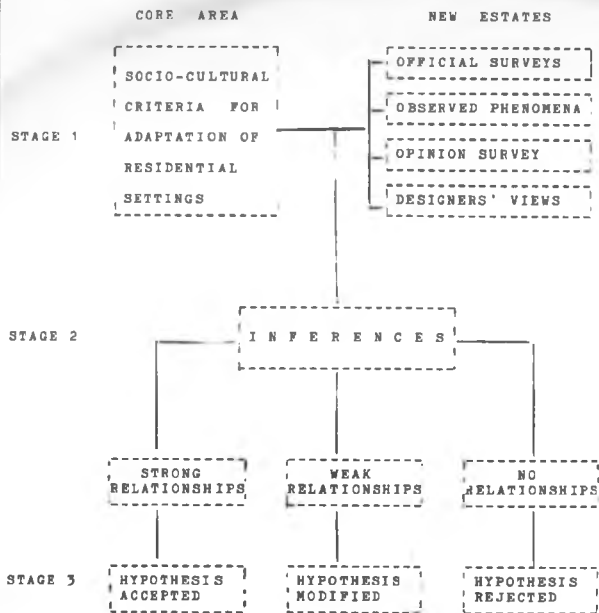 CORE AREA
NEW ESTATES
STAGE 1
SOCIO-CULTURAL
CRITERIA FOR
ADAPTATION OF
RESIDENTIAL
SETTINGS
OFFICIAL SURVEYS
OBSERVED PHENOMENA
OPINION SURVEY
DESIGNERS' VIEWS
STAGE 2
INFERENCES
STRONG
RELATIONSHIPS
WEAK
RELATIONSHIPS
NO
RELATIONSHIPS
STAGE 3
HYPOTHESIS
ACCEPTED
HYPOTHESIS
MODIFIED
HYPOTHESIS
REJECTED